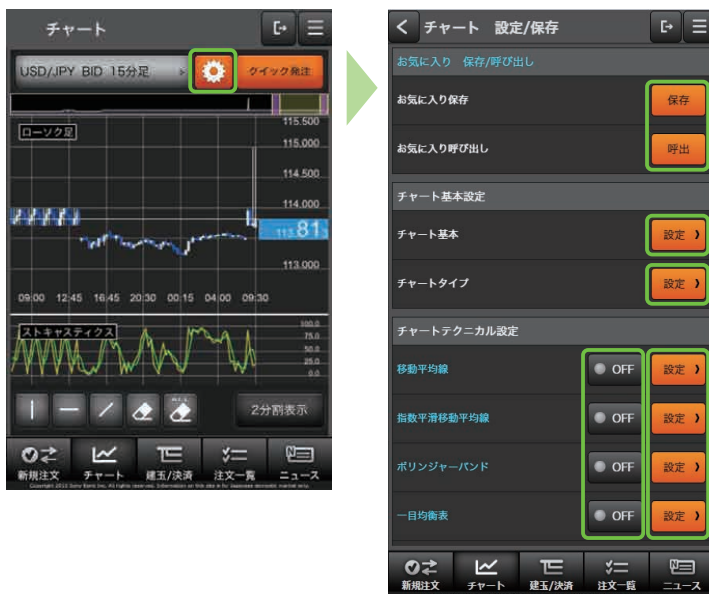 チャート
USD/JPY BID 15分足
クイック発注
ローソク足
115.500
115.000
114.500
114.000
113.813
113.000
09:00 12:45 16:45 20:30 00:15 04:00 09:30
ストキャスティクス
100.0
75.0
50.0
25.0
0.0
ALL
2分割表示
新規注文 チャート 建玉/決済 注文一覧 ニュース
チャート 設定/保存
お気に入り 保存/呼び出し
お気に入り保存 保存
お気に入り呼び出し 呼出
チャート基本設定
チャート基本 設定
チャートタイプ 設定
チャートテクニカル設定
移動平均線 OFF 設定
指数平滑移動平均線 OFF 設定
ボリンジャーバンド OFF 設定
一目均衡表 OFF 設定
新規注文 チャート 建玉/決済 注文一覧 ニュース